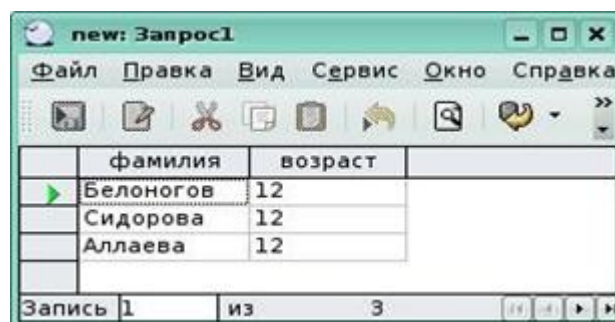 new: Запрос1
Файл Правка Вид Сервис Окно Справка
фамилия возраст
Белоногов 12
Сидорова 12
Аллаева 12
Запись 1 из 3